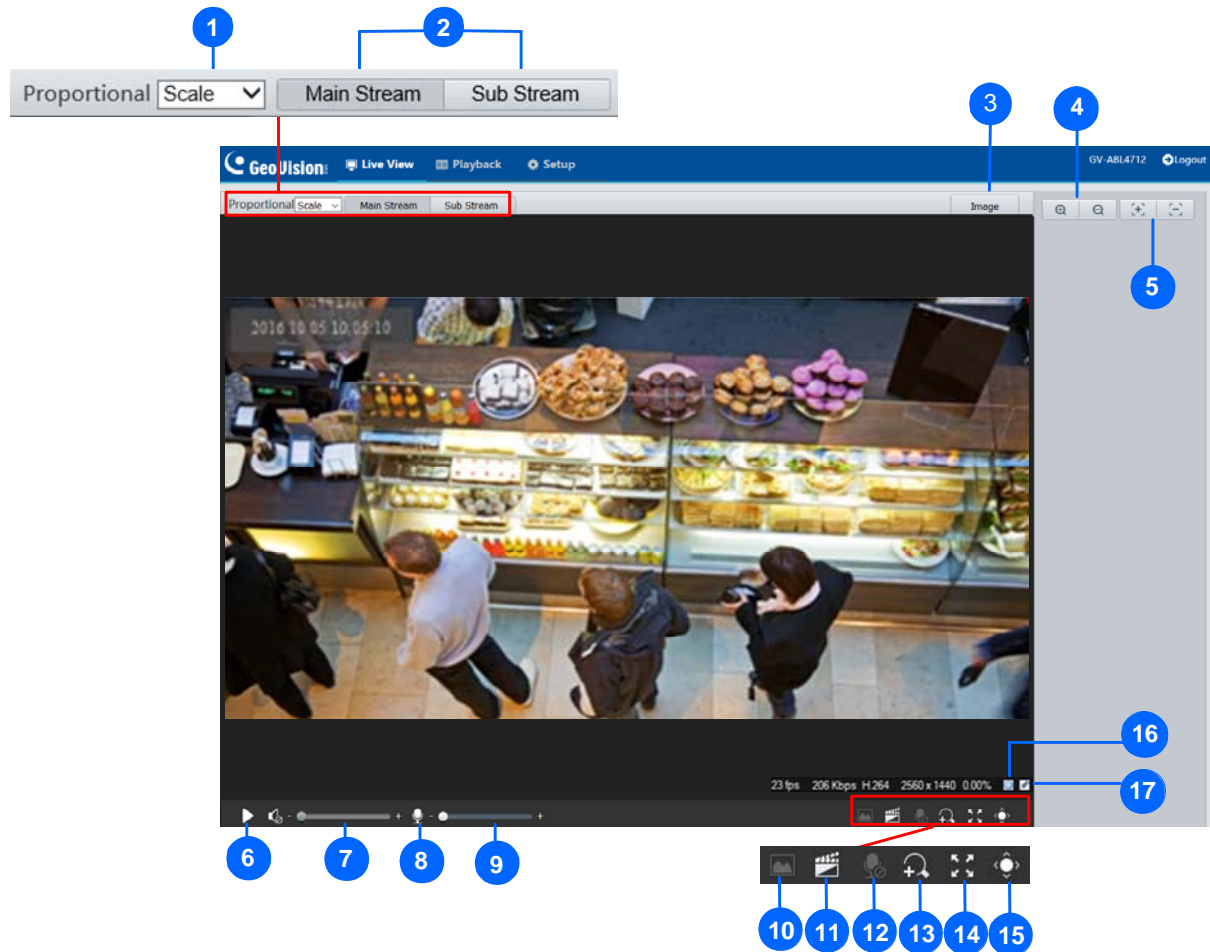 1
2
Proportional Scale Main Stream Sub Stream
3
4
GeoVision Live View Playback Setup GV-ABL4712 Logout
Proportional Scale Main Stream Sub Stream Image
5
2016 10 05 10:05:10
16
23 fps 206 Kbps H.264 2560 x 1440 0.00%
17
- + - +
6
7
8
9
10
11
12
13
14
15